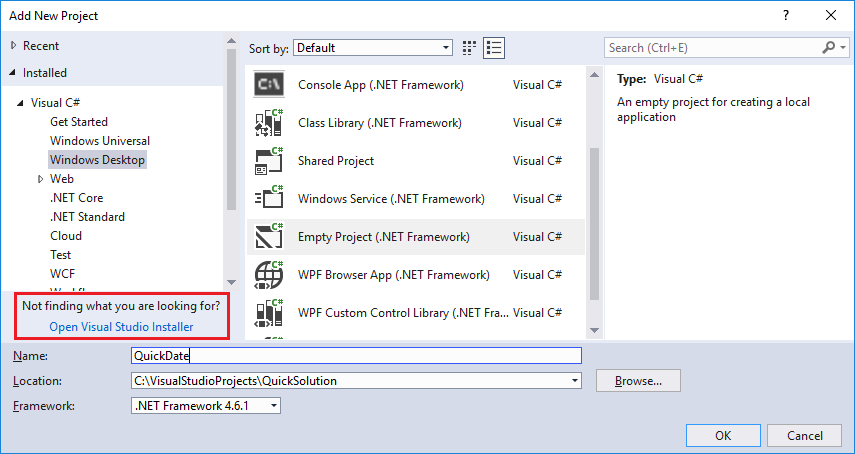 Add New Project
? 
Recent
Installed
Visual C#
Get Started
Windows Universal
Windows Desktop
Web
.NET Core
.NET Standard
Cloud
Test
WCF
Not finding what you are looking for?
Open Visual Studio Installer
Sort by: Default
C:\
Console App (.NET Framework) Visual C#
C#
Class Library (.NET Framework) Visual C#
C#
Shared Project Visual C#
C#
Windows Service (.NET Framework) Visual C#
C#
Empty Project (.NET Framework) Visual C#
C#
WPF Browser App (.NET Framework) Visual C#
C#
WPF Custom Control Library (.NET Fra... Visual C#
C#
Search (Ctrl+E)
Type: Visual C#
An empty project for creating a local
application
Name: QuickDate
Location: C:\VisualStudioProjects\QuickSolution
Browse...
Framework: .NET Framework 4.6.1
OK
Cancel